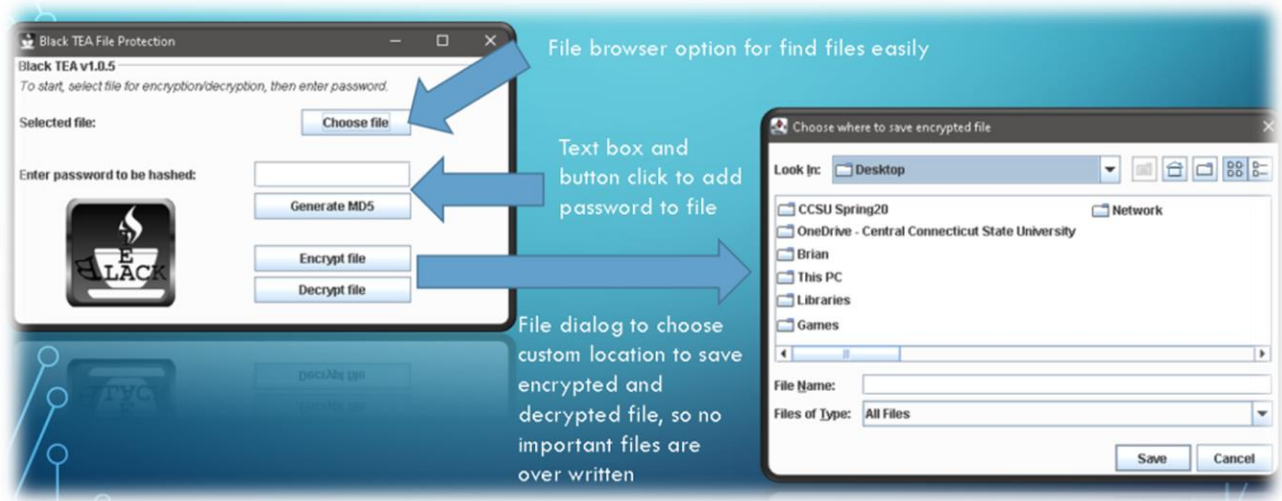 Black TEA File Protection
Black TEA v1.0.5
To start, select file for encryption/decryption, then enter password.
Selected file:
Choose file
Enter password to be hashed:
Generate MD5
TEA
BLACK
Encrypt file
Decrypt file
File browser option for find files easily
Text box and
button click to add
password to file
File dialog to choose
custom location to save
encrypted and
decrypted file, so no
important files are
over written
Choose where to save encrypted file
Look In:
Desktop
CCSU Spring20
Network
OneDrive - Central Connecticut State University
Brian
This PC
Libraries
Games
File Name:
Files of Type:
All Files
Save
Cancel